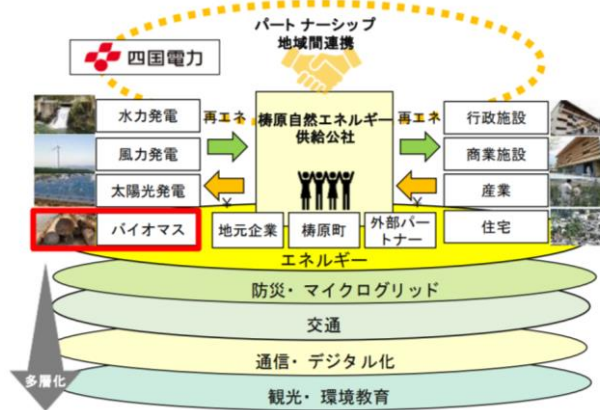 パートナーシップ
地域間連携
四国電力
水力発電
再エネ
梼原自然エネルギー
供給公社
再エネ
行政施設
風力発電
商業施設
太陽光発電
¥
¥
産業
バイオマス
地元企業
梼原町
外部パー
トナー
住宅
エネルギー
防災・マイクログリッド
交通
通信・デジタル化
観光・環境教育
多層化